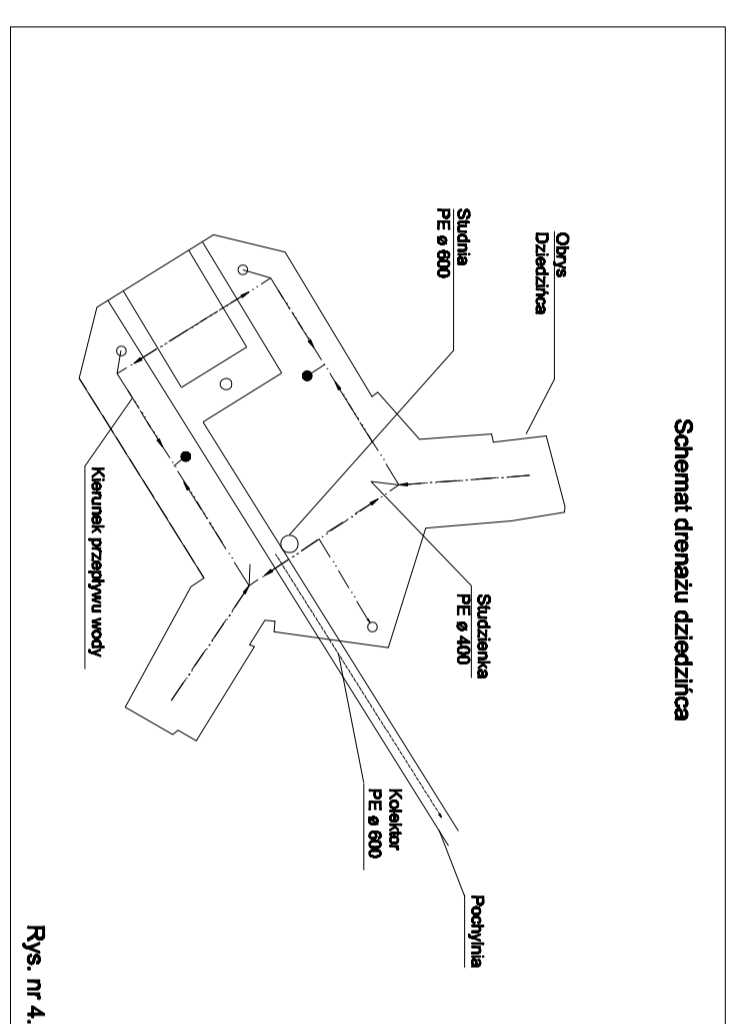 Schemat drenażu dziedzińca
Obrys
Dziedzińca
Studnia
PE ø 600
Studzienka
PE ø 400
Pochylnia
Kolektor
PE ø 600
Kierunek przepływu wody
Rys. nr 4.